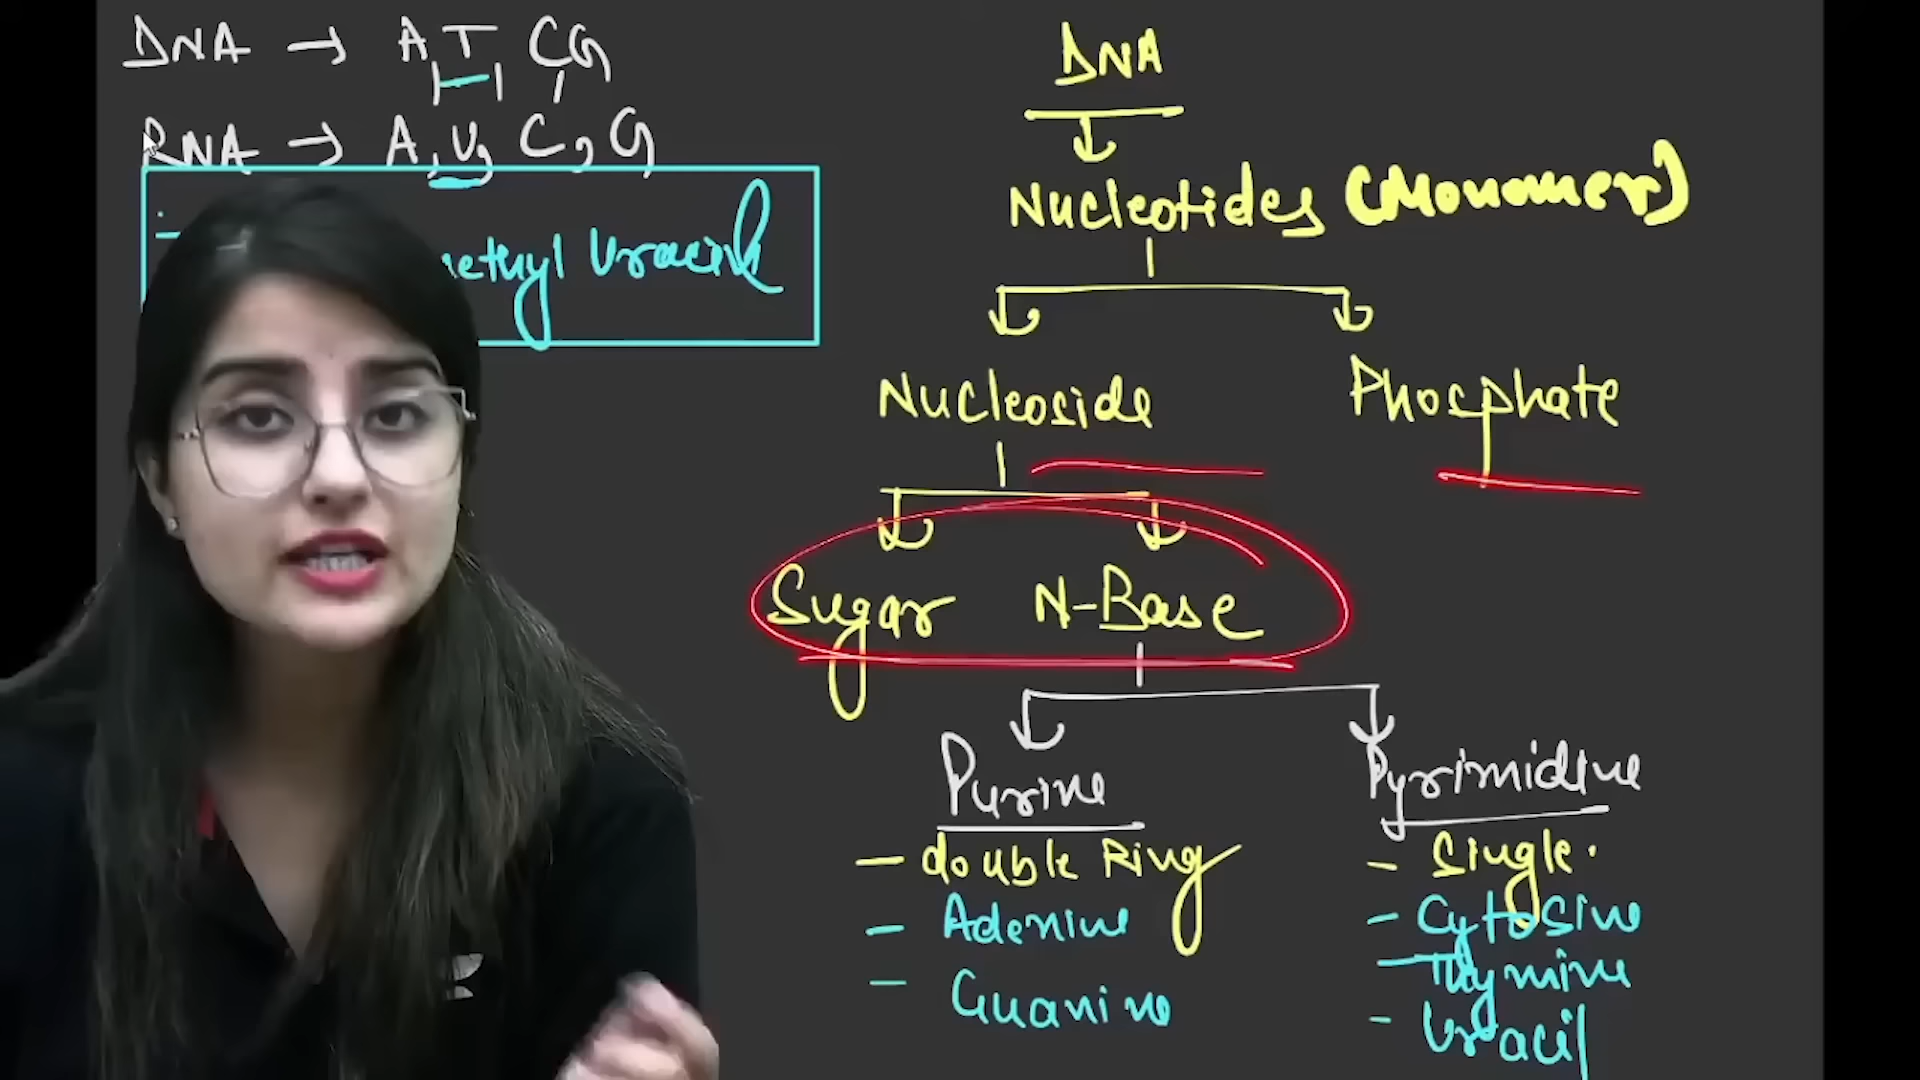 DNA → A T C G
RNA → A, U, C, G
methyl Uracil
DNA
Nucleotides (Monomer)
Nucleoside
Phosphate
Sugar N-Base
Purine
- double Ring
- Adenine
- Guanine
Pyrimidine
- Single.
- Cytosine
- Thymine
- Uracil